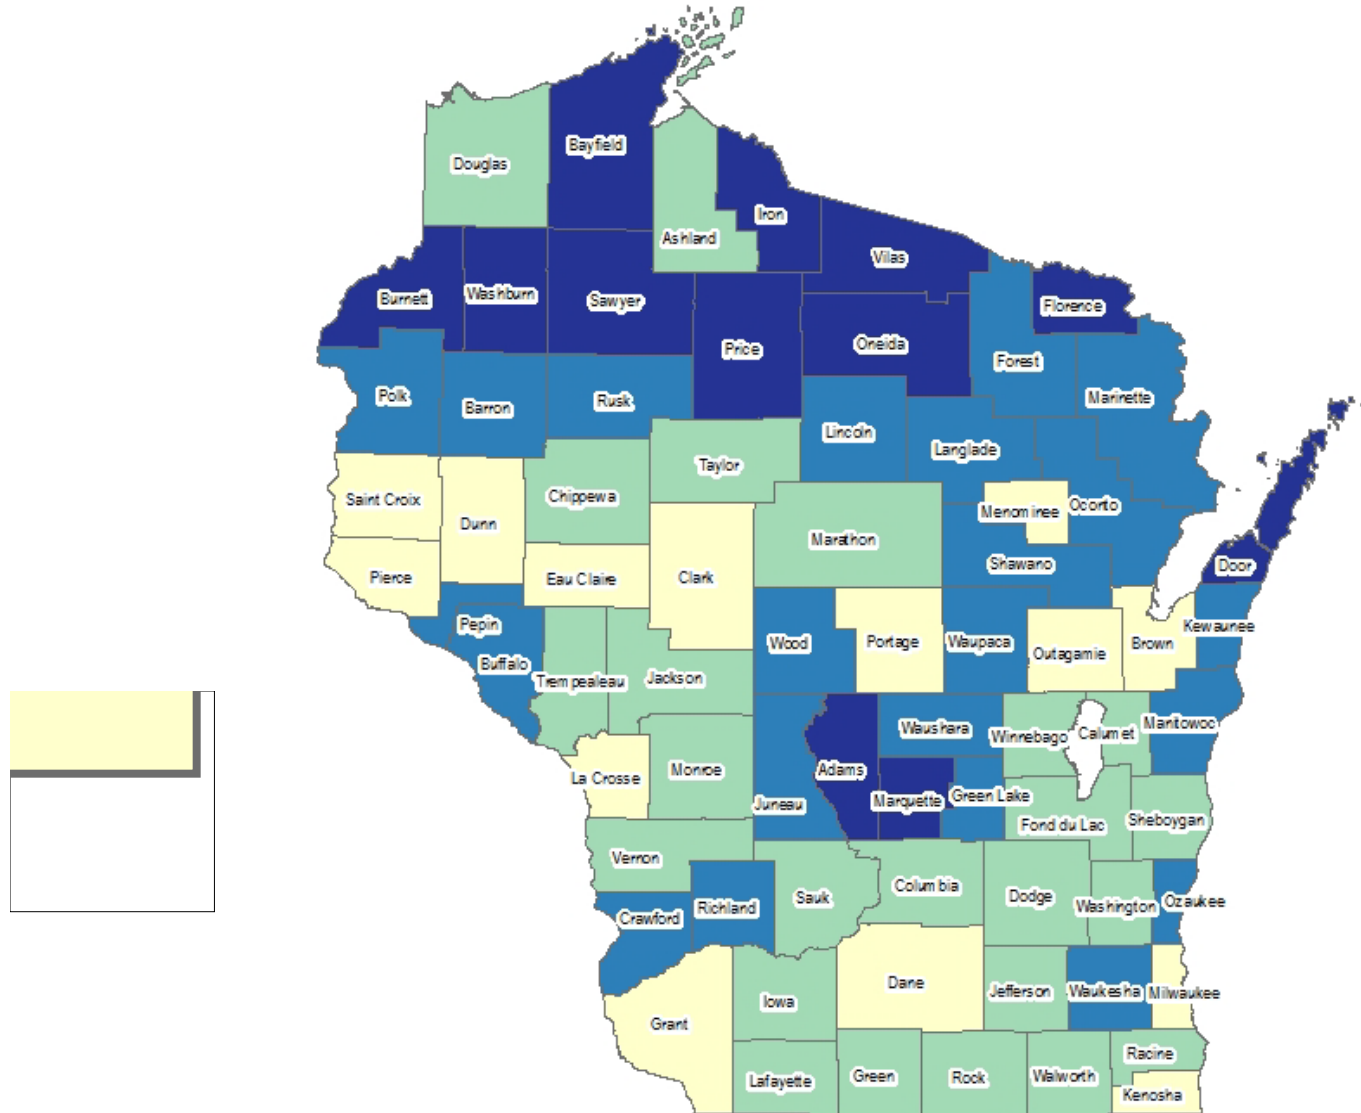 Bayfield
Douglas
Iron
Ashland
Vilas
Burnett
Washburn
Sawyer
Florence
Price
Oneida
Forest
Polk
Barron
Rusk
Marinette
Lincoln
Langlade
Taylor
Saint Croix
Chippewa
Dunn
Menominee
Oconto
Marathon
Shawano
Door
Pierce
Eau Claire
Clark
Pepin
Kewaunee
Wood
Portage
Waupaca
Outagamie
Brown
Buffalo
Trempealeau
Jackson
Waushara
Winnebago
Calumet
Manitowoc
La Crosse
Monroe
Adams
Juneau
Marquette
Green Lake
Fond du Lac
Sheboygan
Vernon
Columbia
Sauk
Dodge
Washington
Ozaukee
Crawford
Richland
Dane
Jefferson
Waukesha
Milwaukee
Iowa
Grant
Racine
Lafayette
Green
Rock
Walworth
Kenosha